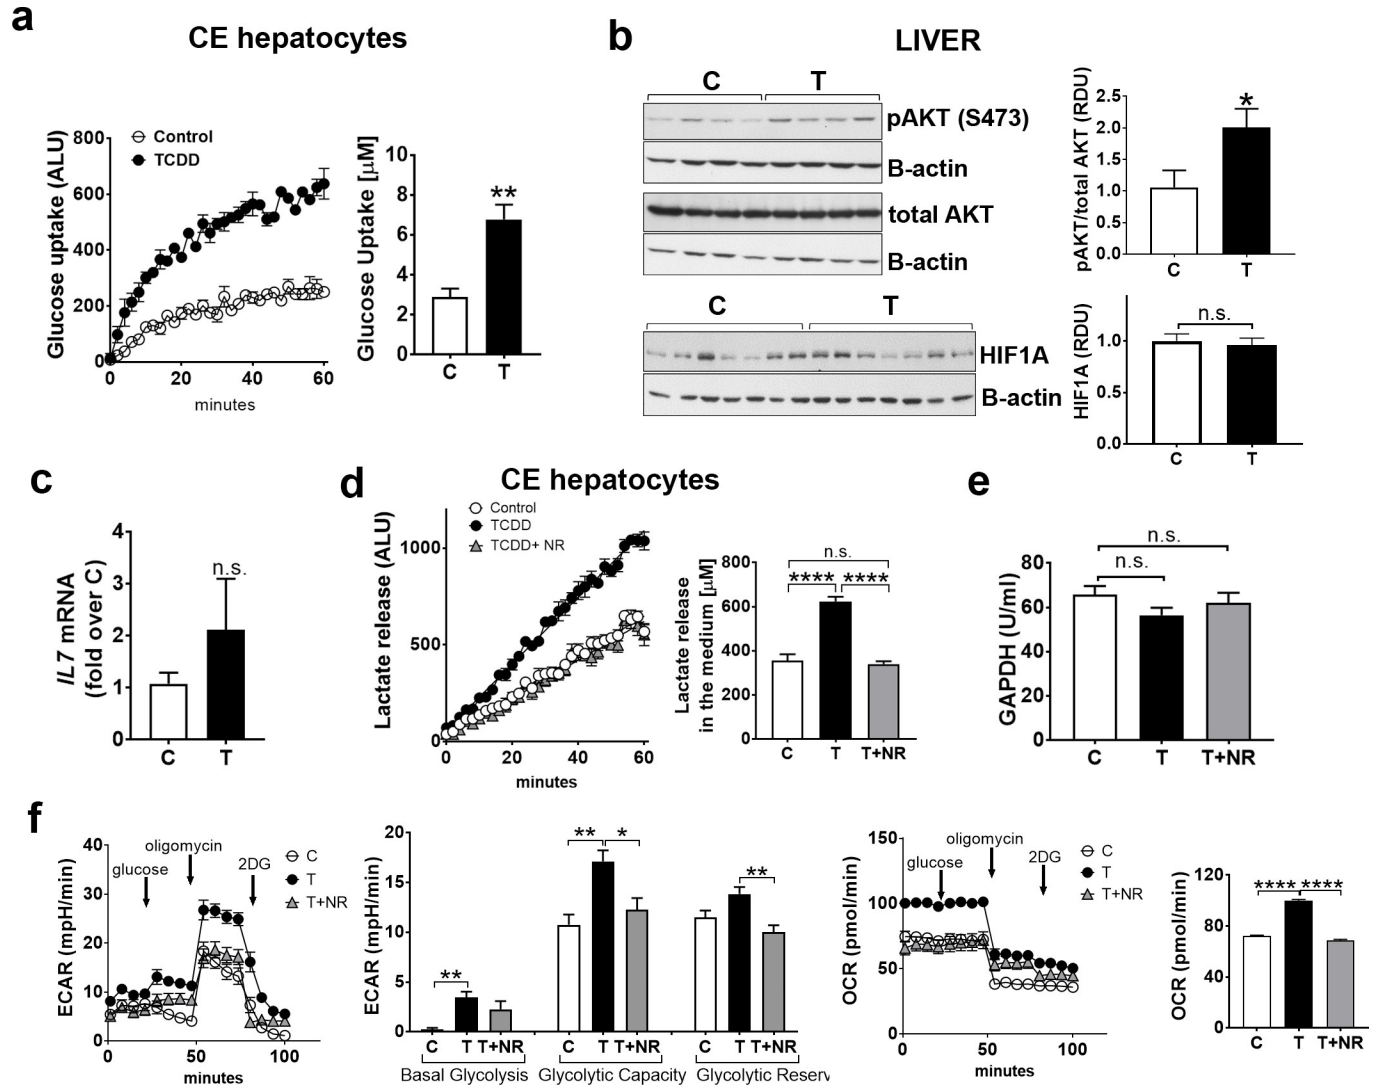 a
CE hepatocytes
Glucose uptake (ALU)
800
600
400
200
0
Control
TCDD
0 20 40 60
minutes
Glucose Uptake [µM]
10
8
6
4
2
0
**
C T
b
LIVER
C T
pAKT (S473)
B-actin
total AKT
B-actin
pAKT/total AKT (RDU)
2.5
2.0
1.5
1.0
0.5
0.0
*
C T
C T
HIF1A
B-actin
HIF1A (RDU)
1.0
0.5
0.0
n.s.
C T
c
IL7 mRNA
(fold over C)
4
3
2
1
0
n.s.
C T
d
CE hepatocytes
Lactate release (ALU)
1000
500
0
Control
TCDD
TCDD+ NR
0 20 40 60
minutes
Lactate release
in the medium [µM]
800
600
400
200
0
n.s.
**** ****
C T T+NR
e
GAPDH (U/ml)
80
60
40
20
0
n.s.
n.s.
C T T+NR
f
ECAR (mpH/min)
40
30
20
10
0
glucose
oligomycin
2DG
C
T
T+NR
0 50 100
minutes
ECAR (mpH/min)
20
15
10
5
0
**
** *
**
C T T+NR C T T+NR C T T+NR
Basal Glycolysis Glycolytic Capacity Glycolytic Reserv
OCR (pmol/min)
150
100
50
0
glucose
oligomycin
2DG
C
T
T+NR
0 50 100
minutes
OCR (pmol/min)
120
80
40
0
**** ****
C T T+NR